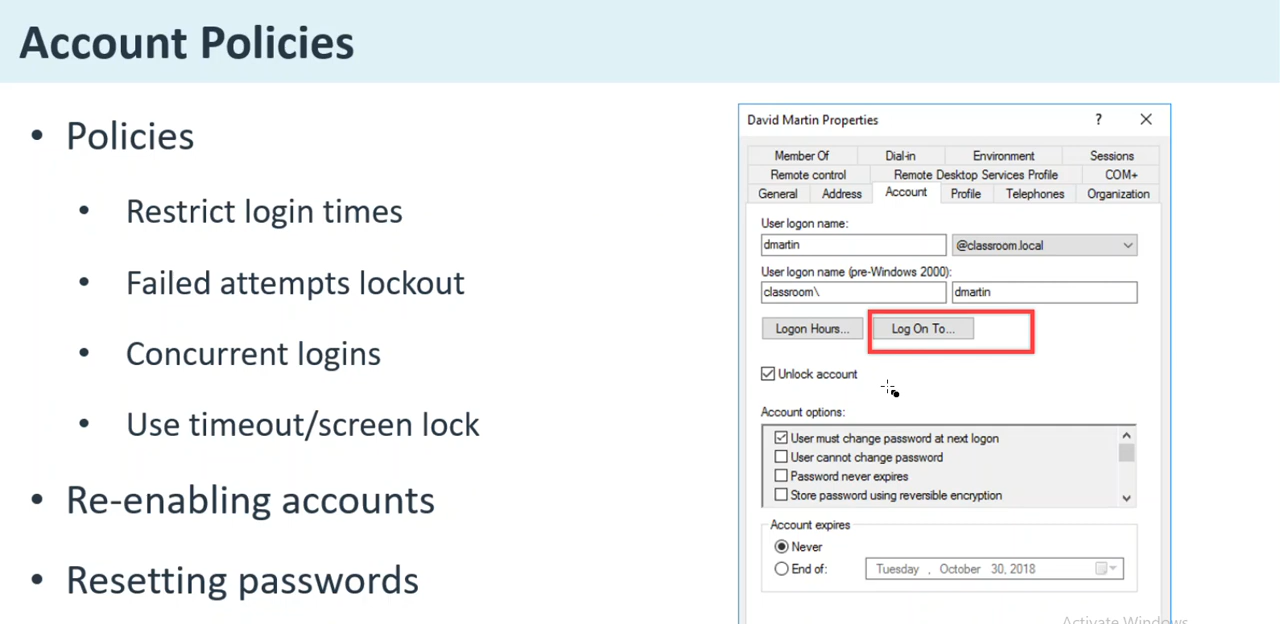 Account Policies
• Policies
• Restrict login times
• Failed attempts lockout
• Concurrent logins
• Use timeout/screen lock
• Re-enabling accounts
• Resetting passwords
David Martin Properties ?
Member Of Dial-in Environment Sessions
Remote control Remote Desktop Services Profile COM+
General Address Account Profile Telephones Organization
User logon name:
dmartin @classroom.local
User logon name (pre-Windows 2000):
classroom\ dmartin
Logon Hours... Log On To...
Unlock account
Account options:
User must change password at next logon
User cannot change password
Password never expires
Store password using reversible encryption
Account expires
Never
End of: Tuesday , October 30, 2018
Activate Windows